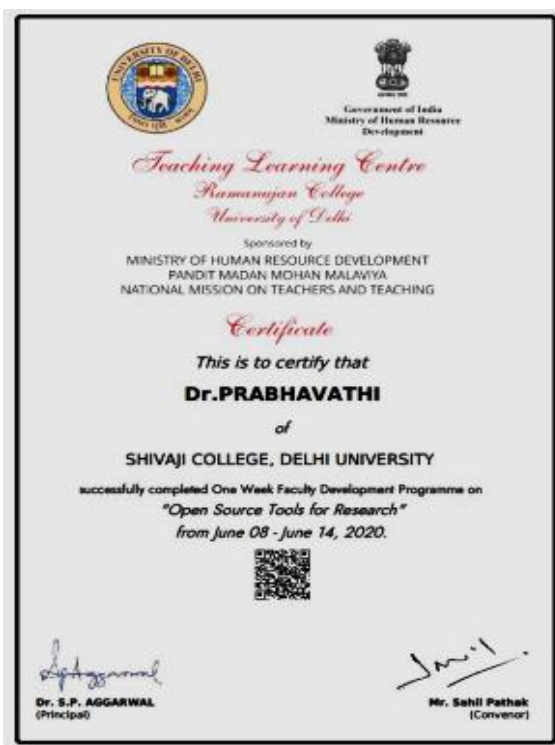 UNIVERSITY OF DELHI
Government of India
Ministry of Human Resource
Development
Teaching Learning Centre
Ramanujan College
University of Delhi
Sponsored by
MINISTRY OF HUMAN RESOURCE DEVELOPMENT
PANDIT MADAN MOHAN MALAVIYA
NATIONAL MISSION ON TEACHERS AND TEACHING
Certificate
This is to certify that
Dr.PRABHAVATHI
of
SHIVAJI COLLEGE, DELHI UNIVERSITY
successfully completed One Week Faculty Development Programme on
"Open Source Tools for Research"
from June 08 - June 14, 2020.
Dr. S.P. AGGARWAL
(Principal)
Mr. Sahil Pathak
(Convenor)